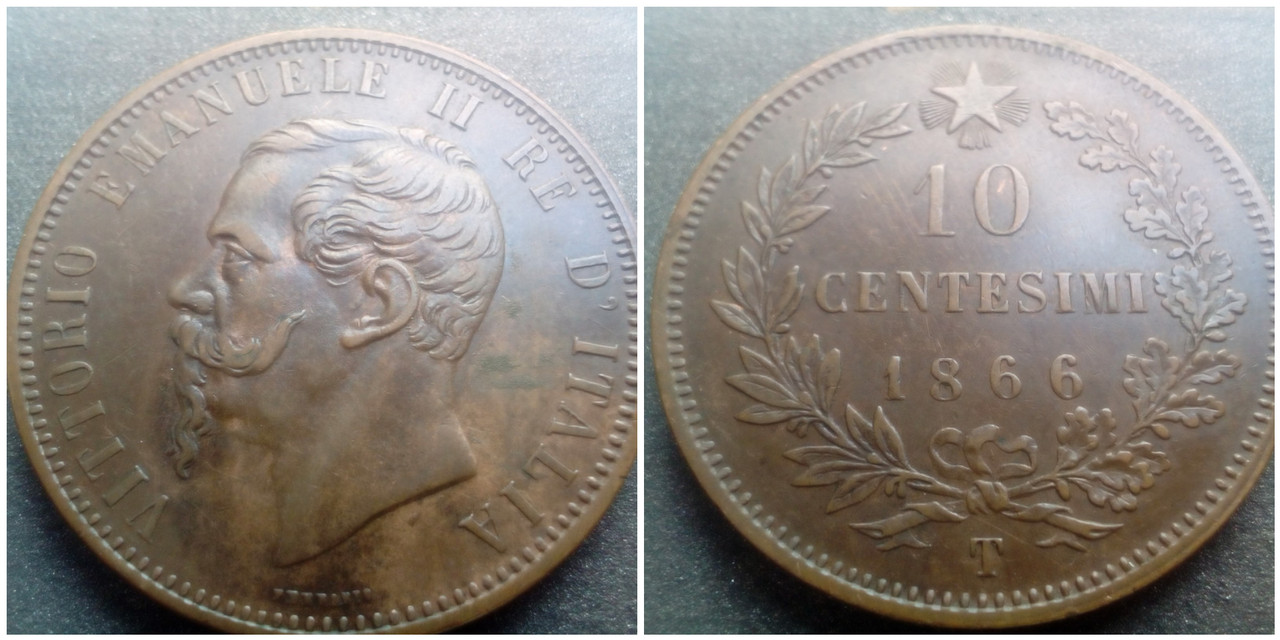 VITTORIO EMANUELE II RE D'ITALIA
10
CENTESIMI
1866
T